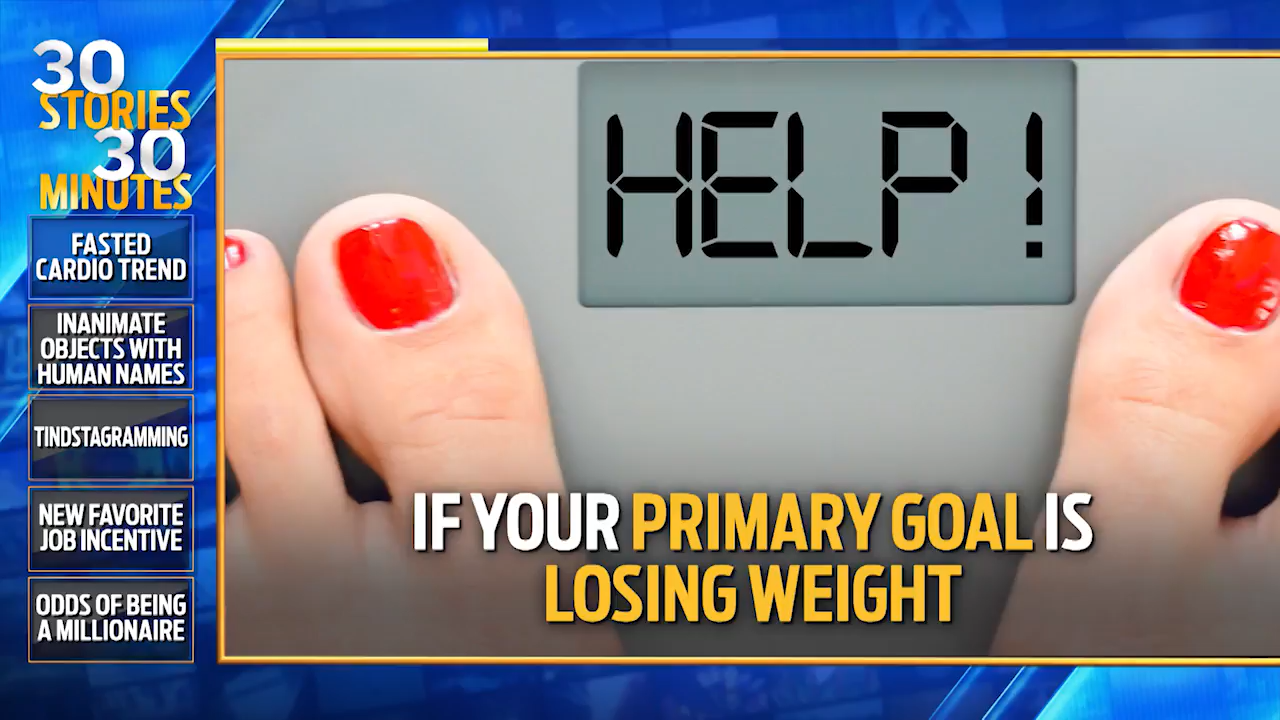 30
STORIES
30
MINUTES
FASTED
CARDIO TREND
INANIMATE
OBJECTS WITH
HUMAN NAMES
TINDSTAGRAMMING
NEW FAVORITE
JOB INCENTIVE
ODDS OF BEING
A MILLIONAIRE
HELP!
IF YOUR PRIMARY GOAL IS
LOSING WEIGHT